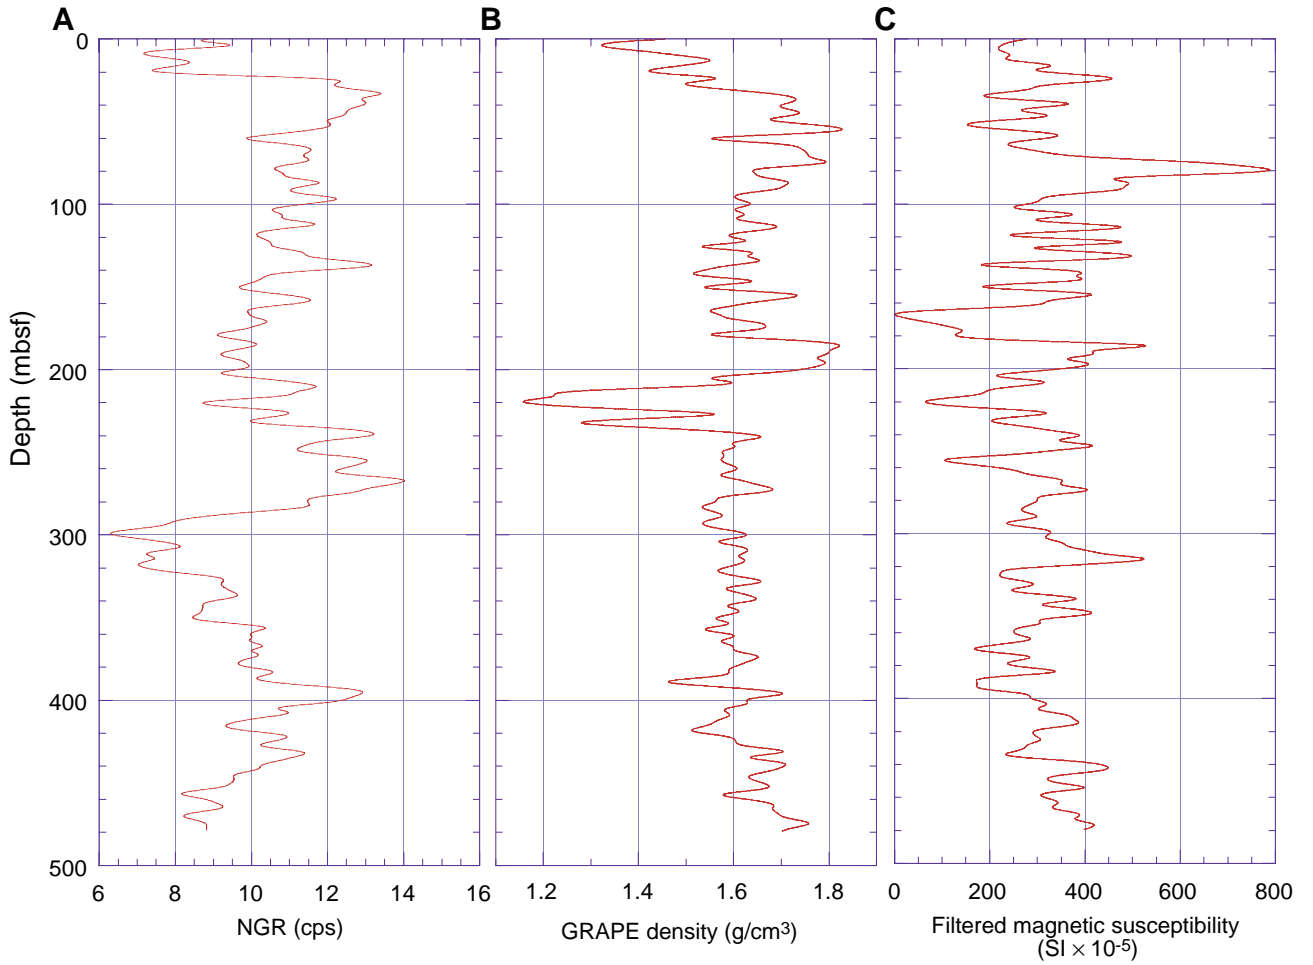 A
B
C
0
100
200
300
400
500
Depth (mbsf)
6 8 10 12 14 16
1.2 1.4 1.6 1.8
0 200 400 600 800
NGR (cps)
GRAPE density (g/cm³)
Filtered magnetic susceptibility
(SI × 10⁻⁵)